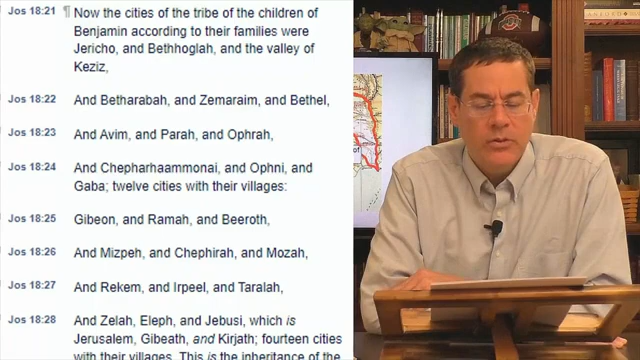 Jos 18:21 ¶ Now the cities of the tribe of the children of
Benjamin according to their families were
Jericho, and Bethhoglah, and the valley of
Keziz,
Jos 18:22 And Betharabah, and Zemaraim, and Bethel,
Jos 18:23 And Avim, and Parah, and Ophrah,
Jos 18:24 And Chepharhaammonai, and Ophni, and
Gaba; twelve cities with their villages:
Jos 18:25 Gibeon, and Ramah, and Beeroth,
Jos 18:26 And Mizpeh, and Chephirah, and Mozah,
Jos 18:27 And Rekem, and Irpeel, and Taralah,
Jos 18:28 And Zelah, Eleph, and Jebusi, which is
Jerusalem, Gibeath, and Kirjath; fourteen cities
with their villages. This is the inheritance of the